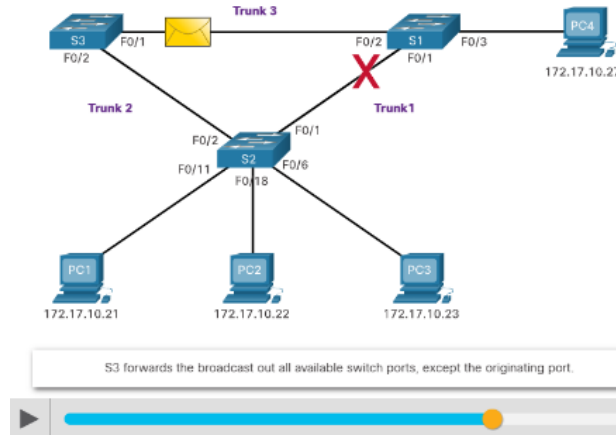 Trunk 3
S3
F0/1
F0/2
S1
F0/3
PC4
F0/2
F0/1
172.17.10.27
Trunk 2
Trunk1
F0/2
F0/1
S2
F0/11
F0/6
F0/18
PC1
PC2
PC3
172.17.10.21
172.17.10.22
172.17.10.23
S3 forwards the broadcast out all available switch ports, except the originating port.